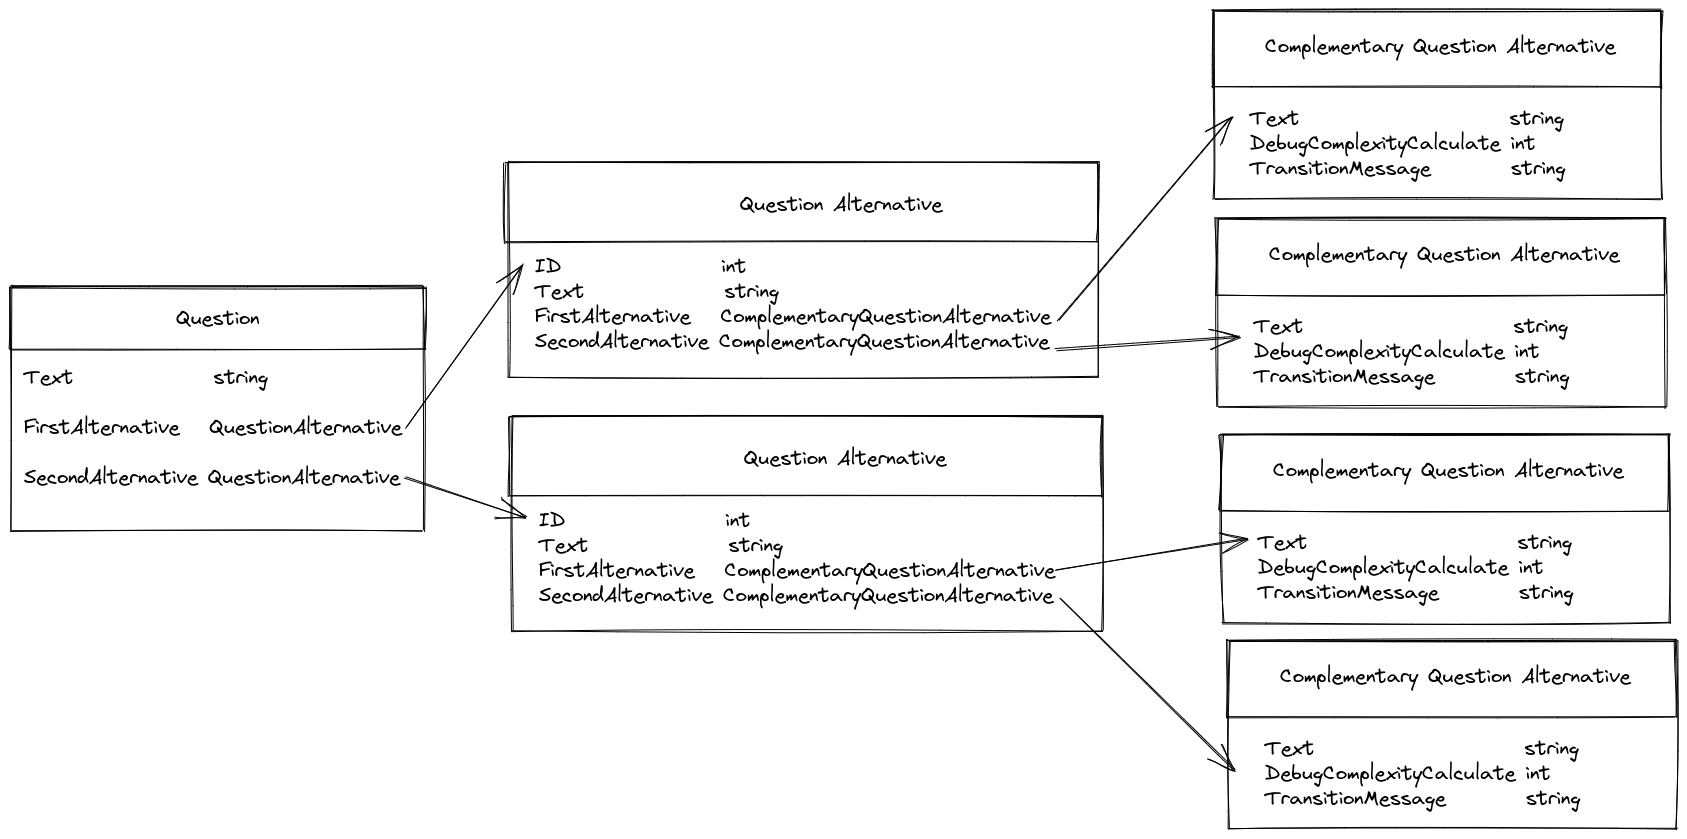 Question
Text string
FirstAlternative QuestionAlternative
SecondAlternative QuestionAlternative
Question Alternative
ID int
Text string
FirstAlternative ComplementaryQuestionAlternative
SecondAlternative ComplementaryQuestionAlternative
Question Alternative
ID int
Text string
FirstAlternative ComplementaryQuestionAlternative
SecondAlternative ComplementaryQuestionAlternative
Complementary Question Alternative
Text string
DebugComplexityCalculate int
TransitionMessage string
Complementary Question Alternative
Text string
DebugComplexityCalculate int
TransitionMessage string
Complementary Question Alternative
Text string
DebugComplexityCalculate int
TransitionMessage string
Complementary Question Alternative
Text string
DebugComplexityCalculate int
TransitionMessage string